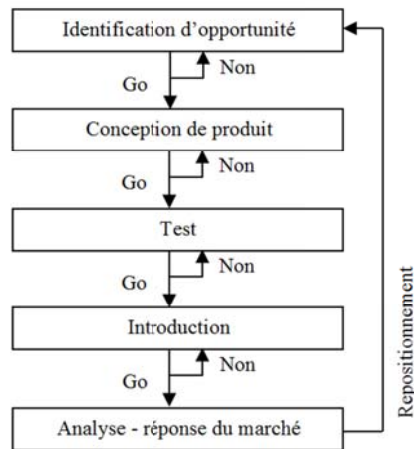 Identification d'opportunité
Non
Go
Conception de produit
Non
Go
Test
Non
Go
Introduction
Non
Go
Analyse - réponse du marché
Repositionnement